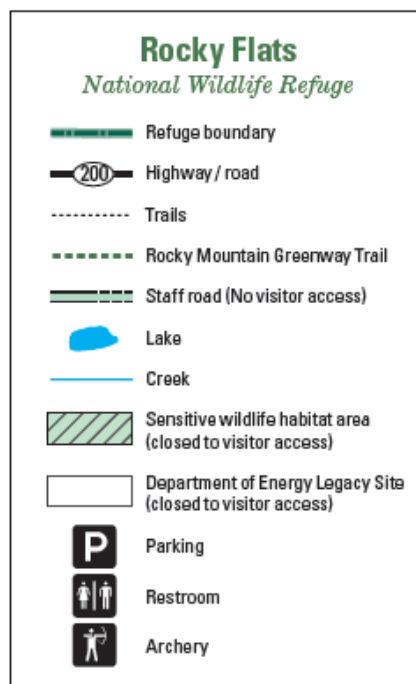 Rocky Flats
National Wildlife Refuge
Refuge boundary
200 Highway / road
Trails
Rocky Mountain Greenway Trail
Staff road (No visitor access)
Lake
Creek
Sensitive wildlife habitat area
(closed to visitor access)
Department of Energy Legacy Site
(closed to visitor access)
P Parking
Restroom
Archery